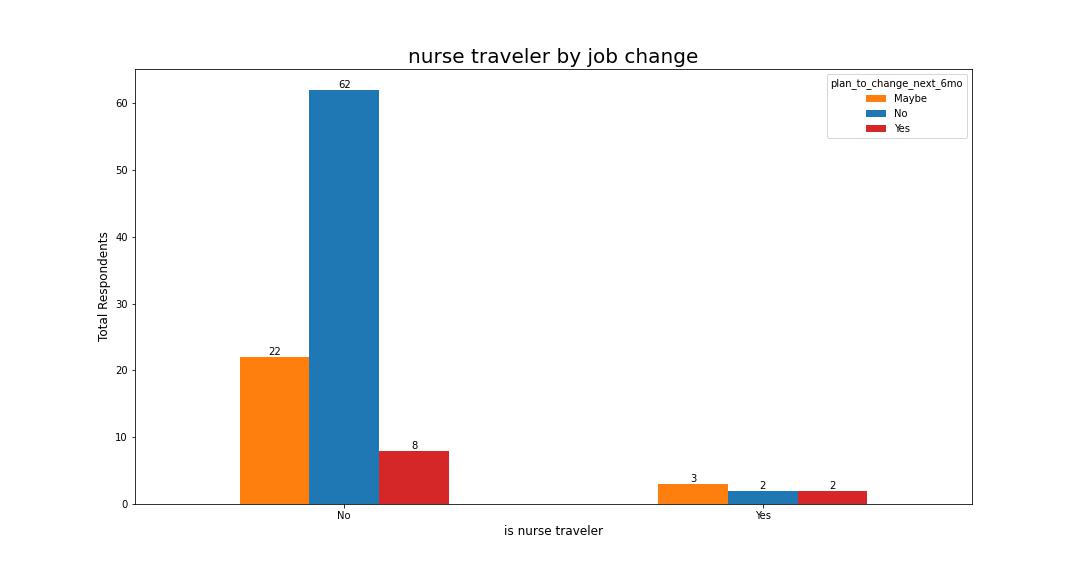 nurse traveler by job change
plan_to_change_next_6mo
Maybe
No
Yes
Total Respondents
60
50
40
30
20
10
0
62
22
8
3
2
2
No
Yes
is nurse traveler